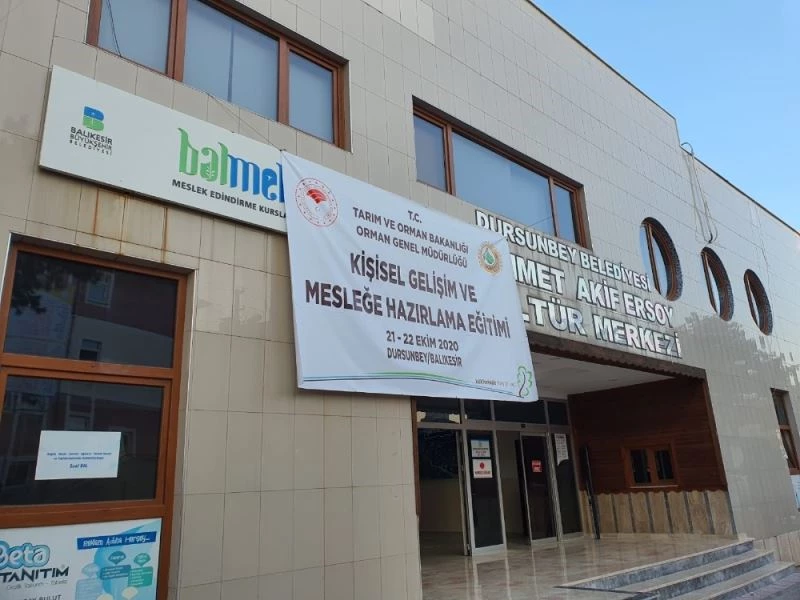 BALIKESİR
BÜYÜKŞEHİR
BELEDİYESİ
balmek
MESLEK EDİNDİRME KURSLA
T.C.
TARIM VE ORMAN BAKANLIĞI
ORMAN GENEL MÜDÜRLÜĞÜ
KİŞİSEL GELİŞİM VE
MESLEĞE HAZIRLAMA EĞİTİMİ
21 - 22 EKİM 2020
DURSUNBEY/BALIKESİR
DURSUNBEY BELEDİYESİ
MET AKİF ERSOY
LTÜR MERKEZİ
Beta
TANITIM